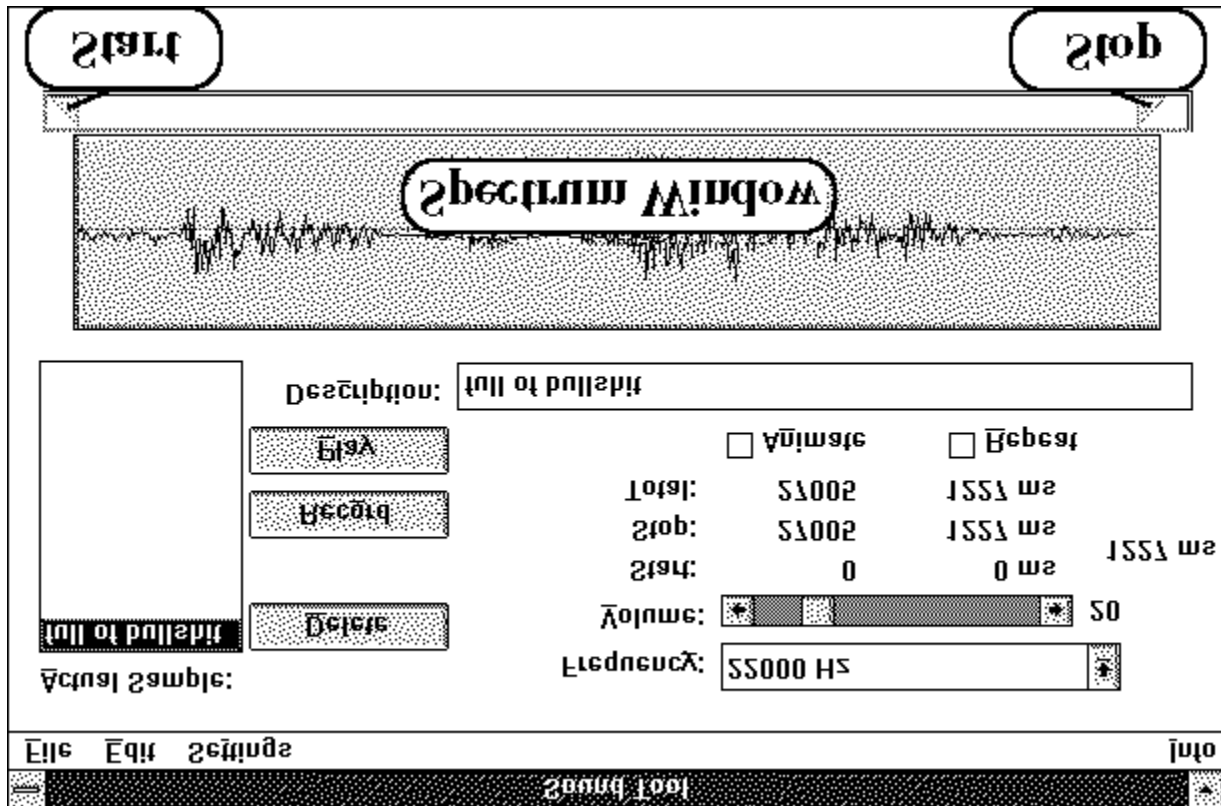 Sound Tool
File Edit Settings Info
Actual Sample:
full of bullshit
Frequency: 22000 Hz
Volume: 20
Delete
Start: 0 0 ms
Stop: 27005 1227 ms
1227 ms
Total: 27005 1227 ms
Record
Play
Animate Repeat
Description: full of bullshit
Spectrum Window
Start Stop